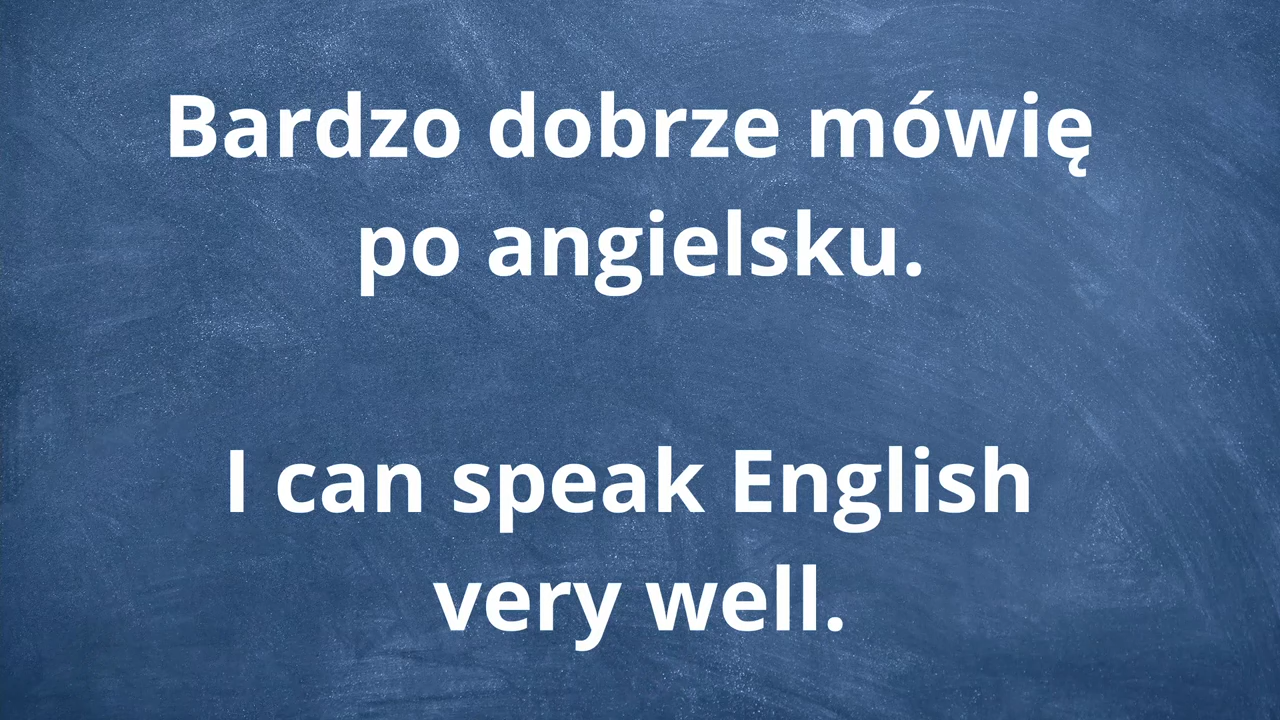 Bardzo dobrze mówię
po angielsku.
I can speak English
very well.